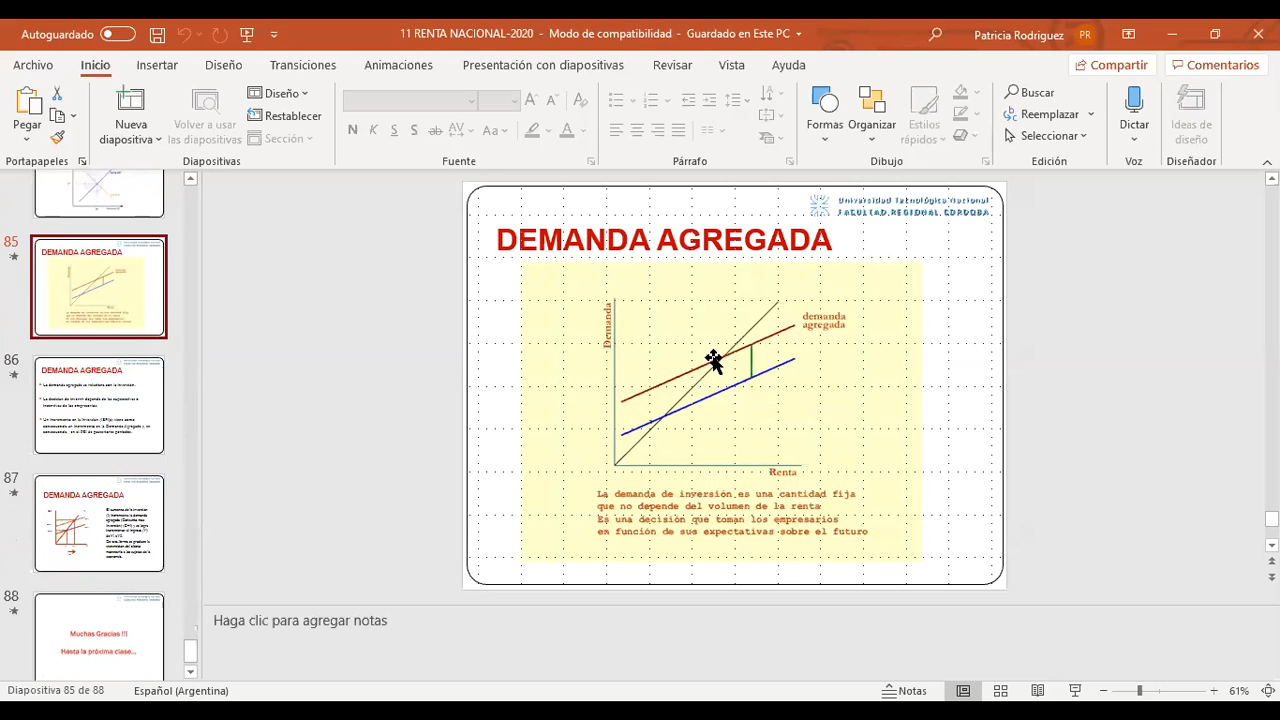 Autoguardado
11 RENTA NACIONAL-2020 - Modo de compatibilidad - Guardado en Este PC
Patricia Rodriguez
PR
Archivo
Inicio
Insertar
Diseño
Transiciones
Animaciones
Presentación con diapositivas
Revisar
Vista
Ayuda
Compartir
Comentarios
Pegar
Nueva
diapositiva
Volver a usar
las diapositivas
Diseño
Restablecer
Sección
N
Aa
Formas
Organizar
Estilos
rápidos
Buscar
Reemplazar
Seleccionar
Dictar
Ideas de
diseño
Portapapeles
Diapositivas
Fuente
Párrafo
Dibujo
Edición
Voz
Diseñador
85
DEMANDA AGREGADA
86
DEMANDA AGREGADA
87
DEMANDA AGREGADA
88
Muchas Gracias !!!
Hasta la próxima clase...
Universidad Tecnológica Nacional
FACULTAD REGIONAL CORDOBA
DEMANDA AGREGADA
Demanda
demanda
agregada
Renta
La demanda de inversión es una cantidad fija
que no depende del volumen de la renta
Es una decisión que toman los empresarios
en función de sus expectativas sobre el futuro
Haga clic para agregar notas
Diapositiva 85 de 88
Español (Argentina)
Notas
61%